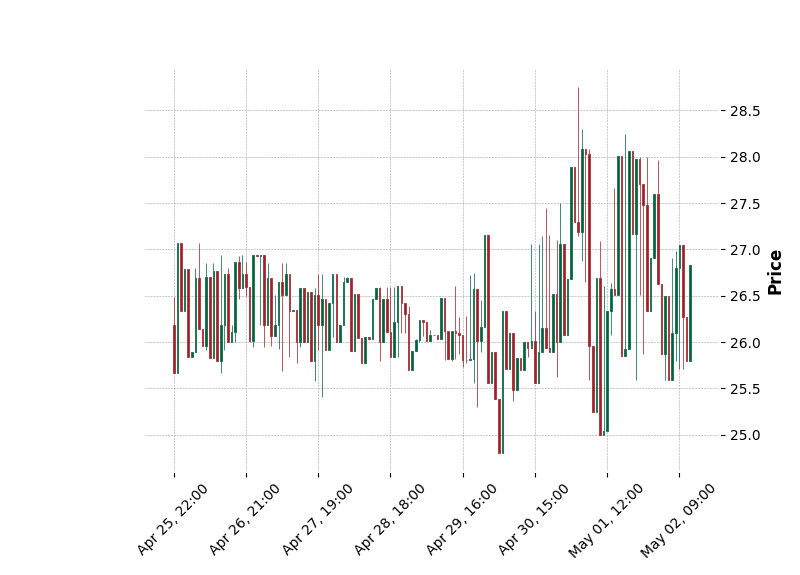 28.5
28.0
27.5
27.0
26.5
26.0
25.5
25.0
Price
Apr 25, 22:00
Apr 26, 21:00
Apr 27, 19:00
Apr 28, 18:00
Apr 29, 16:00
Apr 30, 15:00
May 01, 12:00
May 02, 09:00